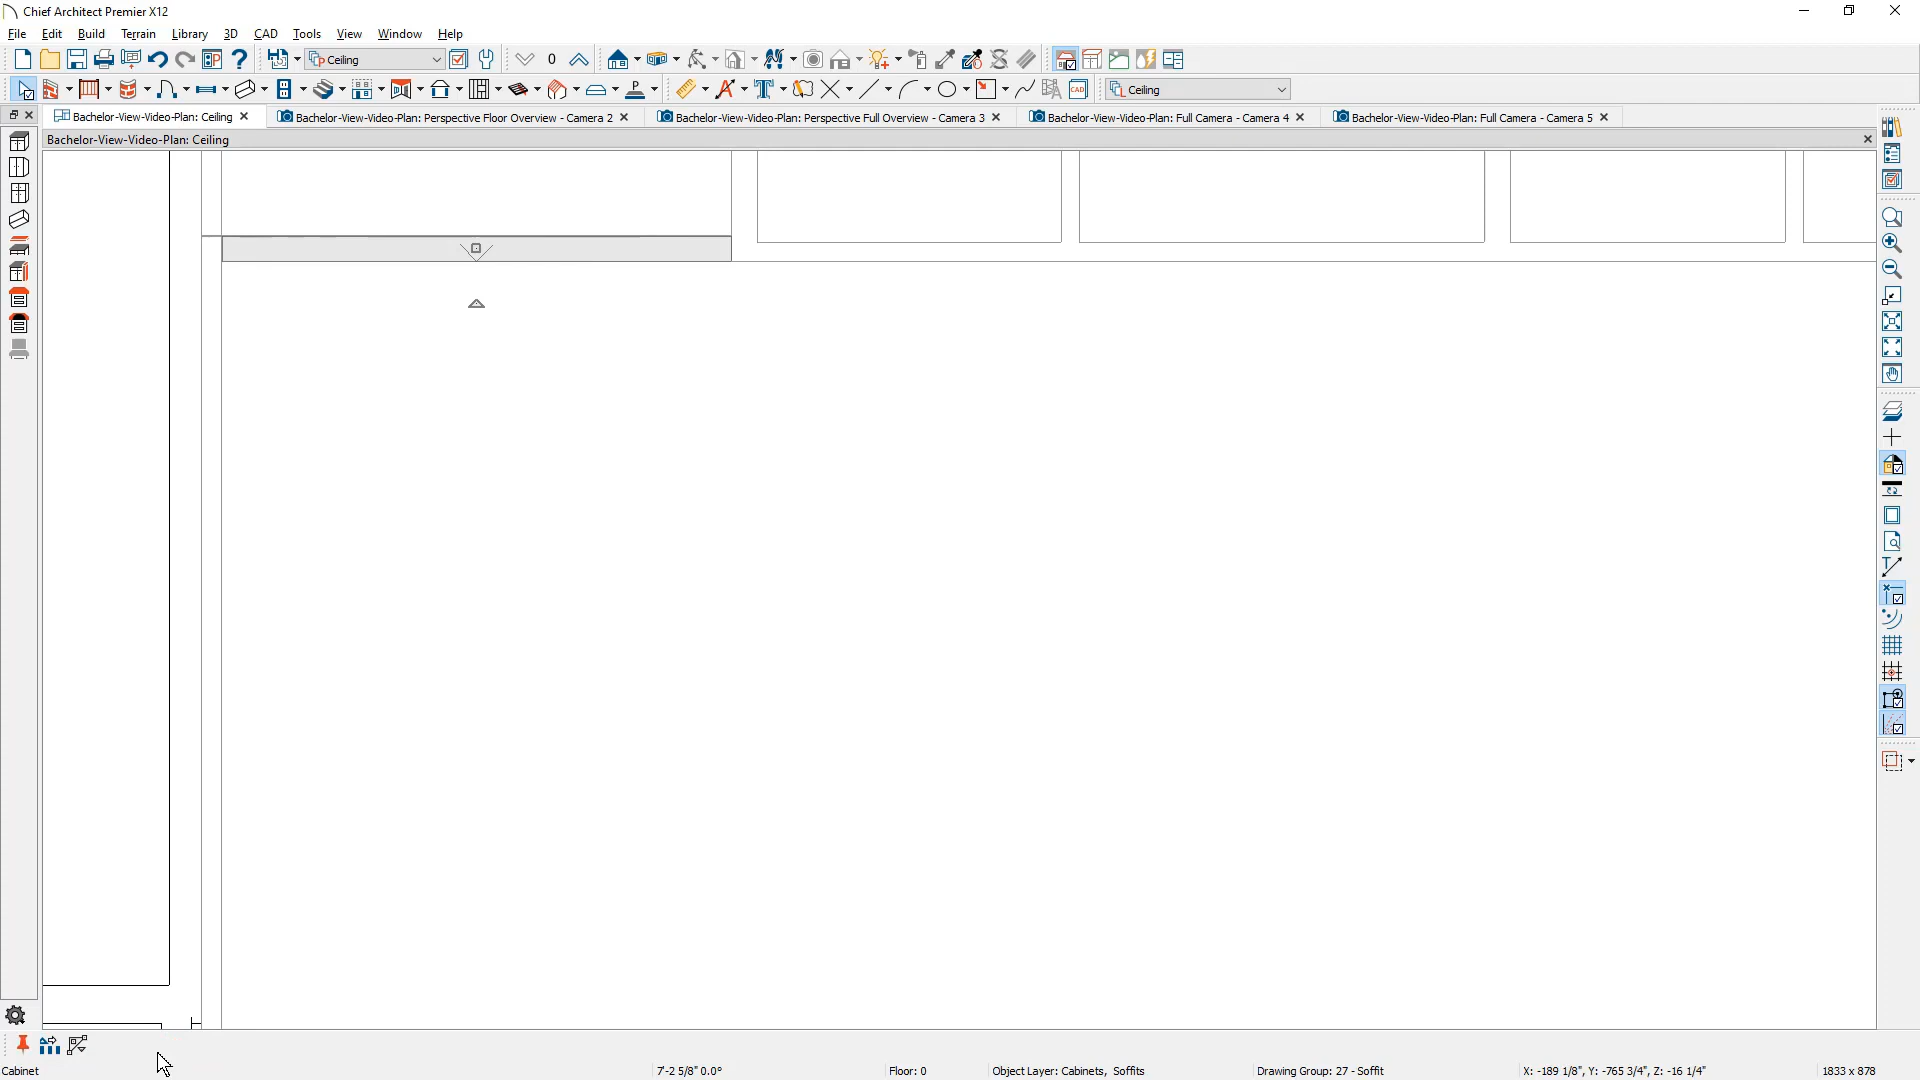 Chief Architect Premier X12
File Edit Build Terrain Library 3D CAD Tools View Window Help
Ceiling 0
Ceiling
Bachelor-View-Video-Plan: Ceiling Bachelor-View-Video-Plan: Perspective Floor Overview - Camera 2 Bachelor-View-Video-Plan: Perspective Full Overview - Camera 3 Bachelor-View-Video-Plan: Full Camera - Camera 4 Bachelor-View-Video-Plan: Full Camera - Camera 5
Bachelor-View-Video-Plan: Ceiling
Cabinet 7'-2 5/8" 0.0° Floor: 0 Object Layer: Cabinets, Soffits Drawing Group: 27 - Soffit X: -189 1/8", Y: -765 3/4", Z: -16 1/4" 1833 x 878